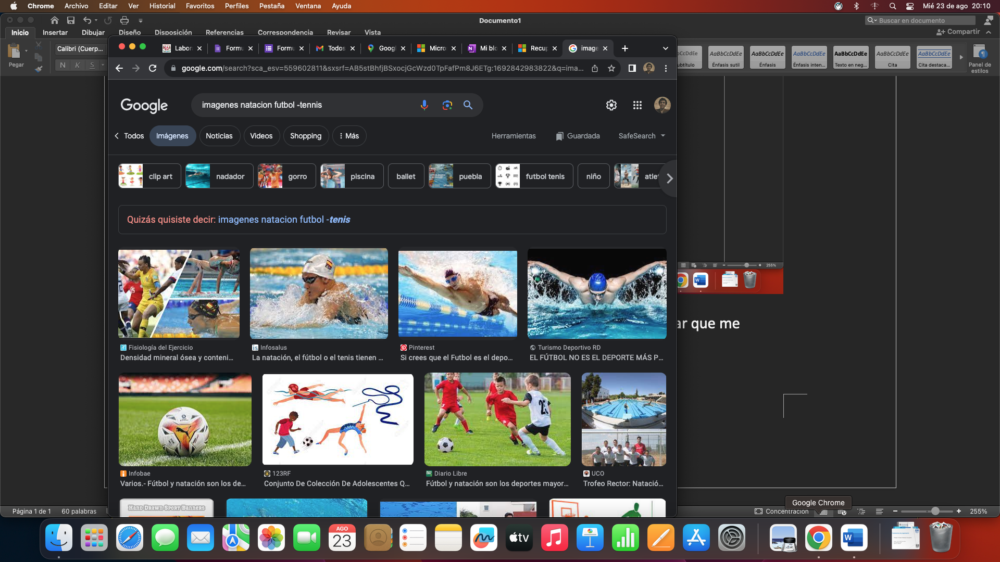 Chrome Archivo Editar Ver Historial Favoritos Perfiles Pestaña Ventana Ayuda Mié 23 de ago 20:10
Documento1
Buscar en documento
Inicio Insertar Dibujar Diseño Disposición Referencias Correspondencia Revisar Vista
Compartir
Calibri (Cuerp...
Pegar
N K S
Labor Formu Formu Todos Googl Micro Mi blo Recup image
AaBbCcDdEe AaBbCcDdEe AaBbCcDdEe AaBbCcDdEe AaBbCcDdEe AaBbCcDdEe
Énfasis sutil Énfasis Énfasis inten... Texto en neg... Cita Cita destaca...
Panel de
estilos
google.com/search?sca_esv=559602811&sxsrf=AB5stBhfjBSxocjGcWzd0TpFafPm8J6ETg:1692842983822&q=ima...
Google
imagenes natacion futbol -tennis
Todos Imágenes Noticias Videos Shopping Más Herramientas Guardada SafeSearch
clip art nadador gorro piscina ballet puebla futbol tenis niño atlet
Quizás quisiste decir: imagenes natacion futbol -tenis
Fisiología del Ejercicio
Densidad mineral ósea y conteni...
Infosalus
La natación, el fútbol o el tenis tienen ...
Pinterest
Si crees que el Futbol es el depo...
Turismo Deportivo RD
EL FÚTBOL NO ES EL DEPORTE MÁS P...
255%
ar que me
Infobae
Varios.- Fútbol y natación son los de...
123RF
Conjunto De Colección De Adolescentes Q...
Diario Libre
Fútbol y natación son los deportes mayor...
UCO
Trofeo Rector: Natació...
HAND DRAWN SPORT BANNERS
Google Chrome
Página 1 de 1 60 palabras Concentración 255%
AGO
23
tv